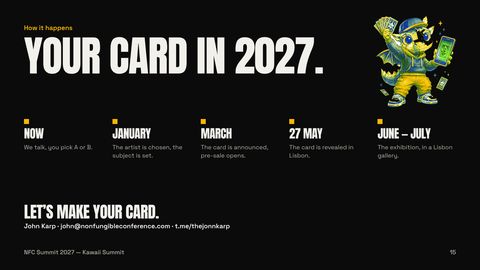 How it happens
YOUR CARD IN 2027.
NOW
We talk, you pick A or B.
JANUARY
The artist is chosen, the
subject is set.
MARCH
The card is announced,
pre-sale opens.
27 MAY
The card is revealed in
Lisbon.
JUNE — JULY
The exhibition, in a Lisbon
gallery.
LET'S MAKE YOUR CARD.
John Karp · john@nonfungibleconference.com · t.me/thejonnkarp
NFC Summit 2027 — Kawaii Summit
15